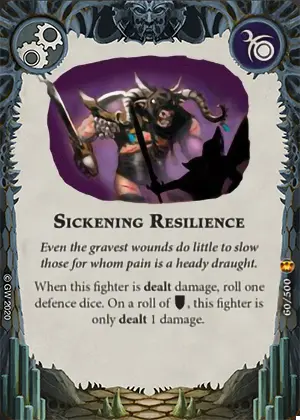 SICKENING RESILIENCE
Even the gravest wounds do little to slow
those for whom pain is a heady draught.
When this fighter is dealt damage, roll one
defence dice. On a roll of , this fighter is
only dealt 1 damage.
© GW 2020
60/500